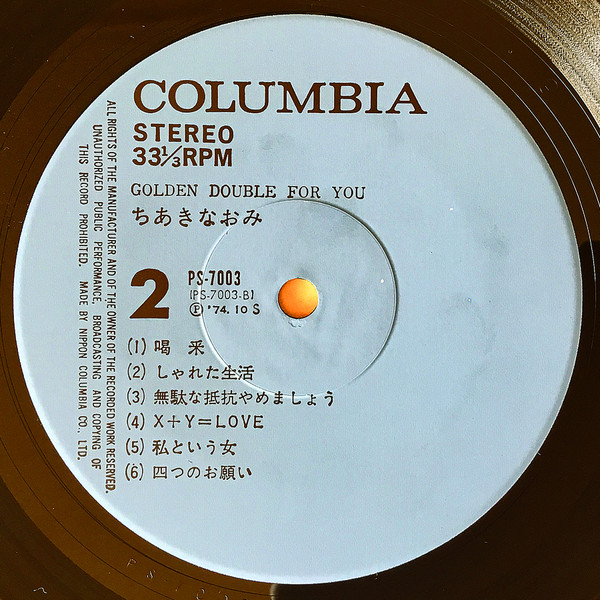 COLUMBIA
STEREO
33⅓RPM
GOLDEN DOUBLE FOR YOU
ちあきなおみ
2
PS-7003
(PS-7003-B)
Ⓟ '74. 10 S
(1) 喝 采
(2) しゃれた生活
(3) 無駄な抵抗やめましょう
(4) X+Y=LOVE
(5) 私という女
(6) 四つのお願い
ALL RIGHTS OF THE MANUFACTURER AND OF THE OWNER OF THE RECORDED WORK RESERVED.
UNAUTHORIZED PUBLIC PERFORMANCE, BROADCASTING AND COPYING OF
THIS RECORD PROHIBITED. MADE BY NIPPON COLUMBIA CO., LTD.